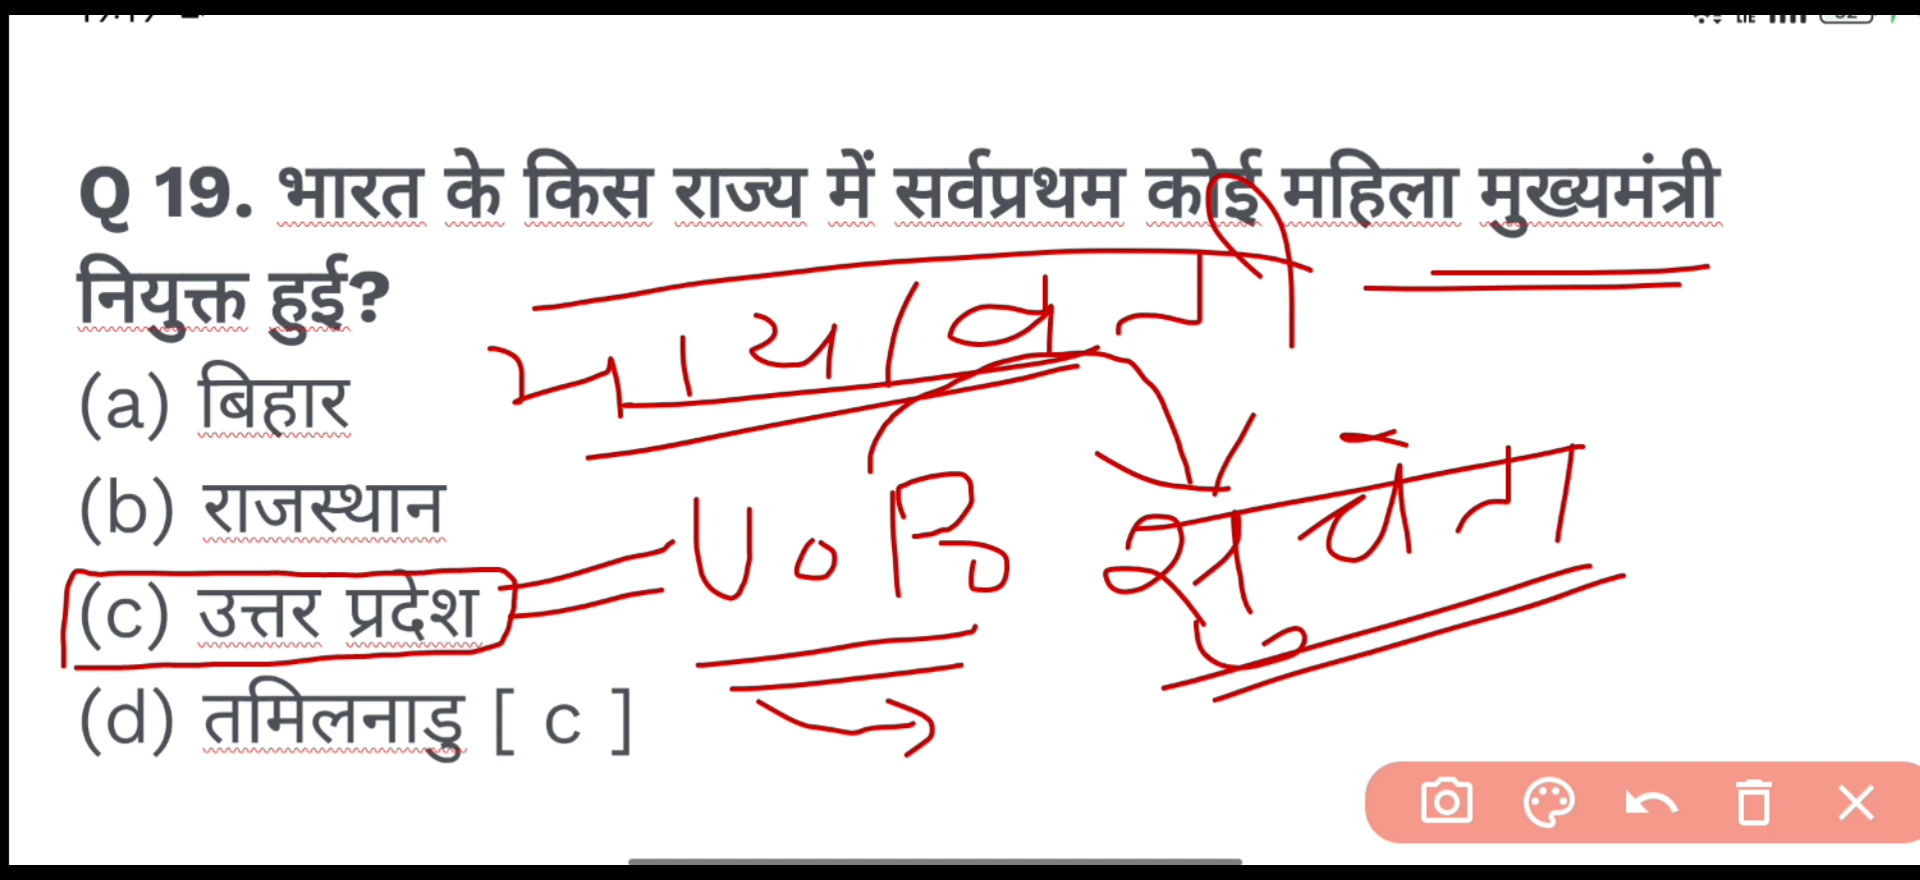 Q 19. भारत के किस राज्य में सर्वप्रथम कोई महिला मुख्यमंत्री
नियुक्त हुई?
मायावती
(a) बिहार
(b) राजस्थान
(c) उत्तर प्रदेश U.P.
(d) तमिलनाडु [ c ]